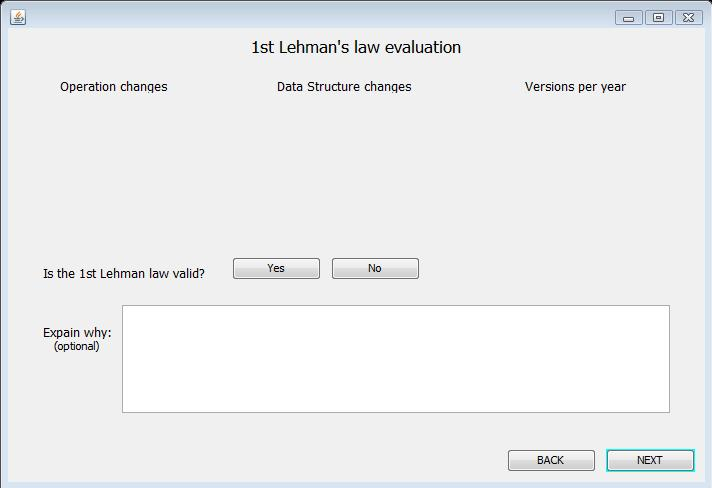 1st Lehman's law evaluation
Operation changes Data Structure changes Versions per year
Is the 1st Lehman law valid? Yes No
Expain why:
(optional)
BACK NEXT